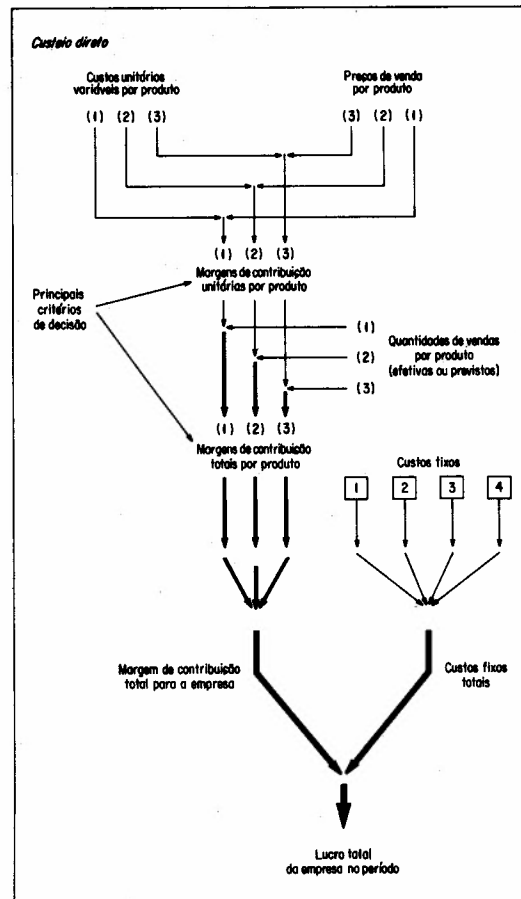 Custeio direto
Custos unitários
variáveis por produto
(1) (2) (3)
Preços de venda
por produto
(3) (2) (1)
(1) (2) (3)
Margens de contribuição
unitárias por produto
Principais
critérios
de decisão
(1)
(2)
(3)
Quantidades de vendas
por produto
(efetivas ou previstos)
(1) (2) (3)
Margens de contribuição
totais por produto
Custos fixos
1 2 3 4
Margem de contribuição
total para a empresa
Custos fixos
totais
Lucro total
da empresa no período